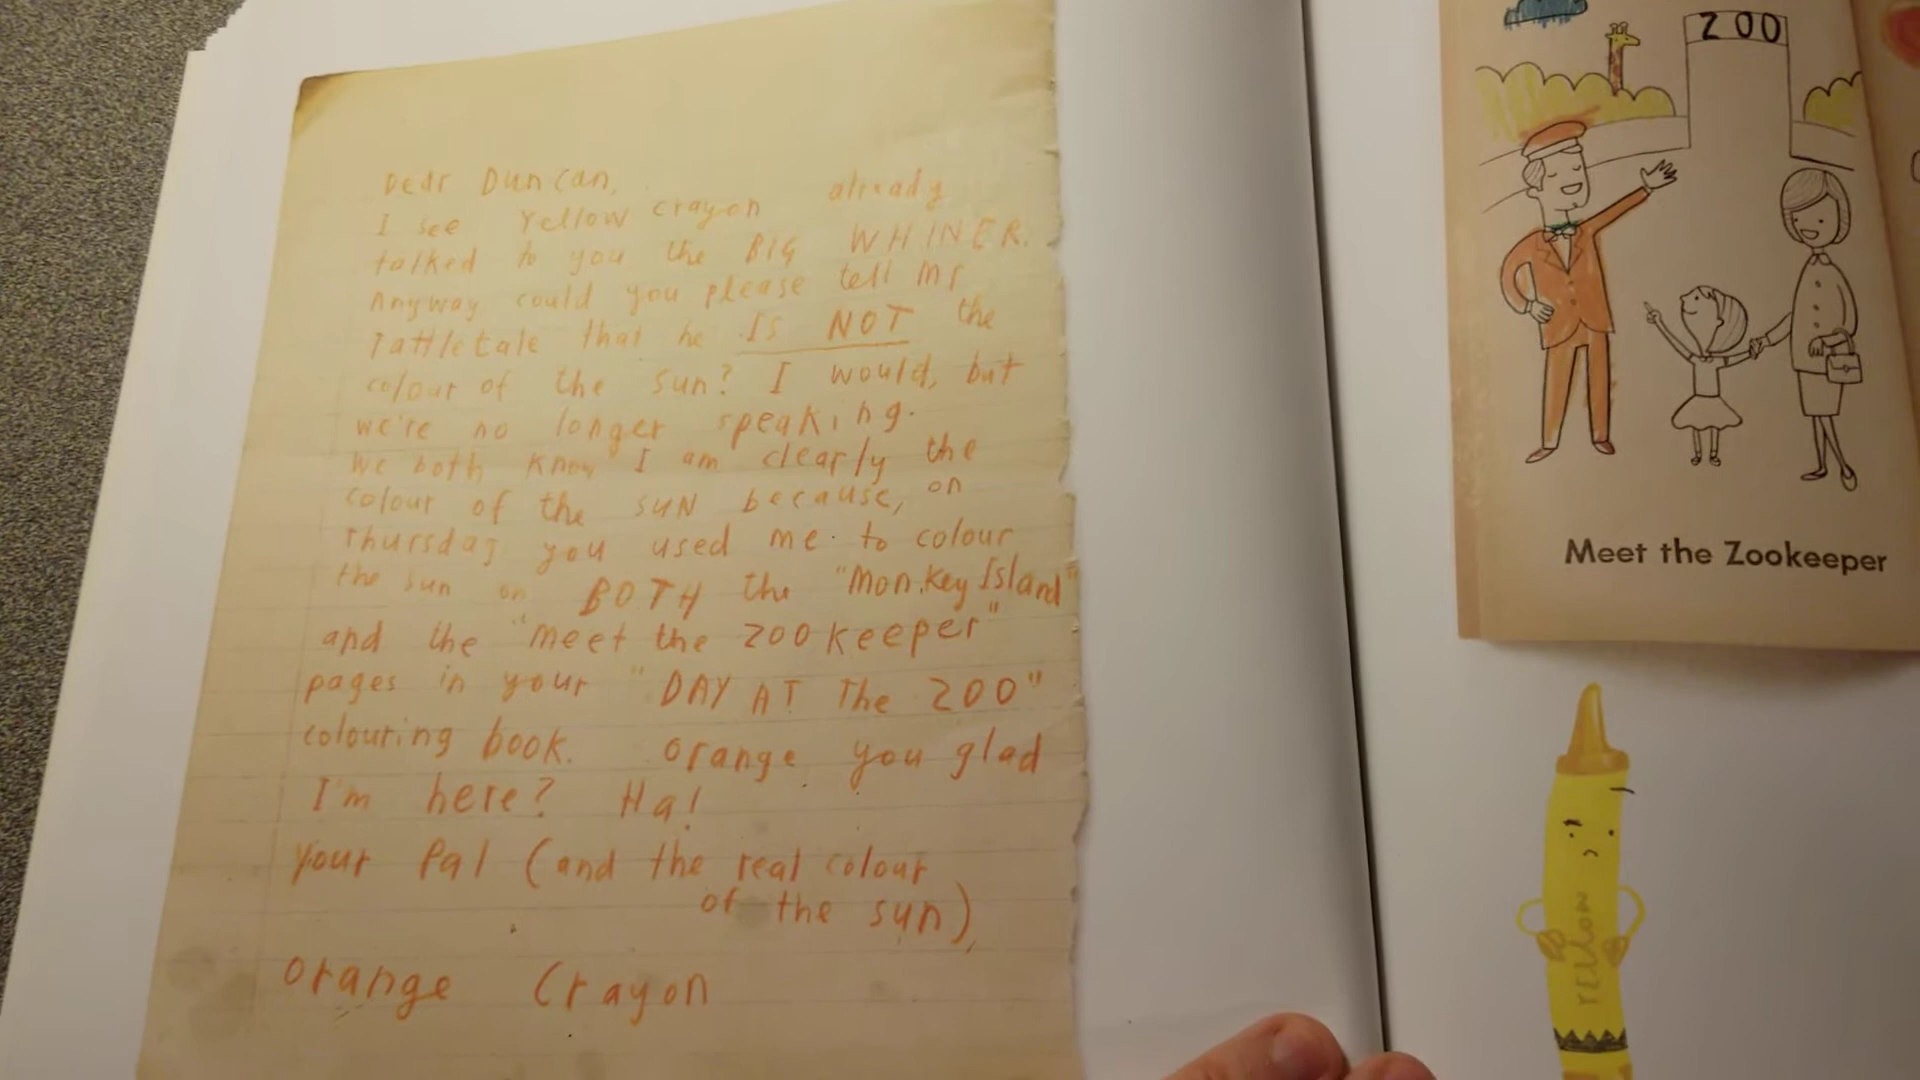 Dear Duncan,
I see Yellow crayon already
talked to you the BIG WHINER.
Anyway could you please tell Mr
Tattletale that he IS NOT the
colour of the sun? I would, but
we're no longer speaking.
We both know I am clearly the
colour of the SUN because, on
Thursday you used me to colour
the sun on BOTH the "Monkey Island"
and the "meet the Zookeeper"
pages in your "DAY AT The ZOO"
colouring book. Orange you glad
I'm here? Ha!
Your Pal (and the real colour
of the sun),
Orange Crayon
ZOO
Meet the Zookeeper
YEllow